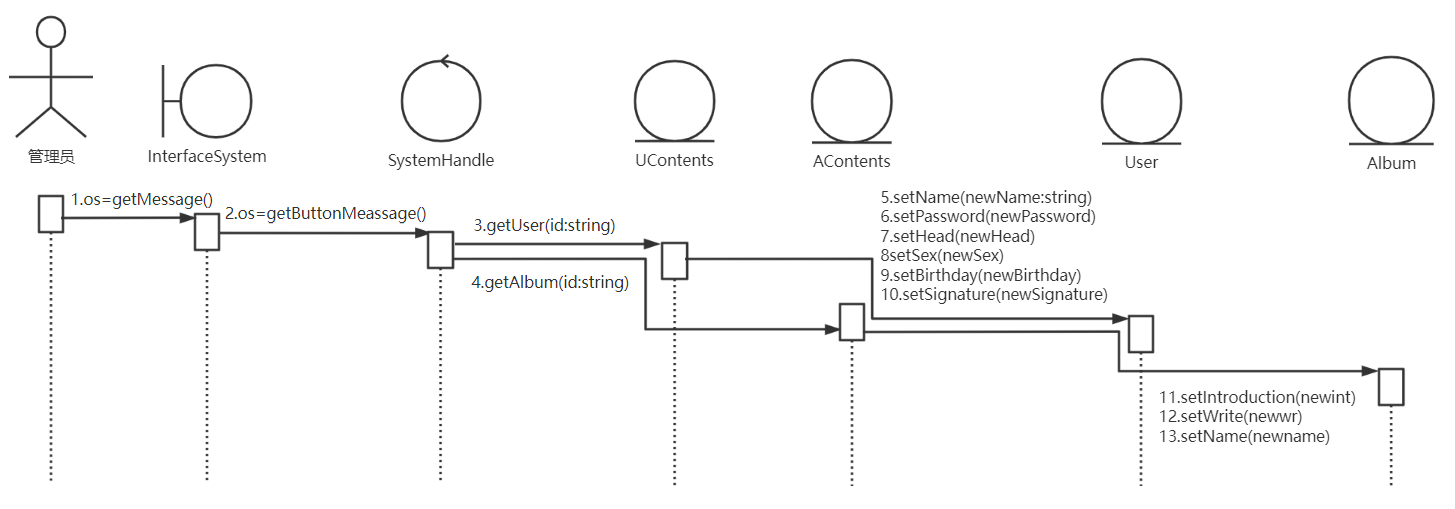 管理员
InterfaceSystem
SystemHandle
UContents
AContents
User
Album
1.os=getMessage()
2.os=getButtonMeassage()
3.getUser(id:string)
4.getAlbum(id:string)
5.setName(newName:string)
6.setPassword(newPassword)
7.setHead(newHead)
8setSex(newSex)
9.setBirthday(newBirthday)
10.setSignature(newSignature)
11.setIntroduction(newint)
12.setWrite(newwr)
13.setName(newname)